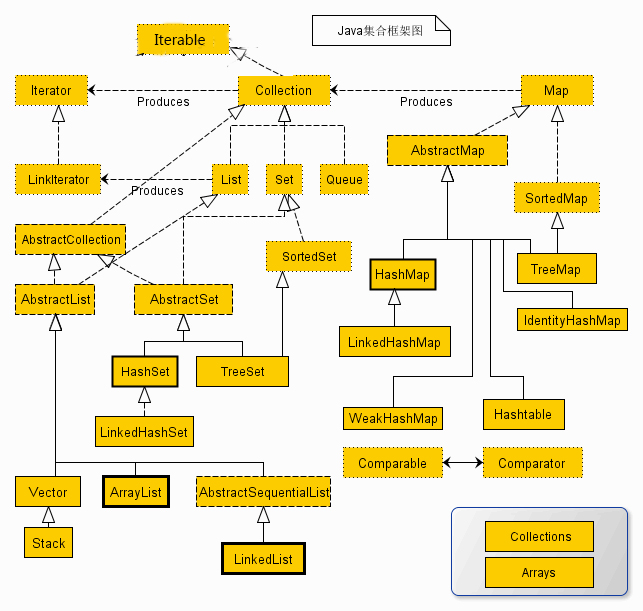 Iterable
Java集合框架图
Iterator
Produces
Collection
Produces
Map
AbstractMap
LinkIterator
Produces
List
Set
Queue
SortedMap
AbstractCollection
SortedSet
HashMap
TreeMap
AbstractList
AbstractSet
IdentityHashMap
LinkedHashMap
HashSet
TreeSet
WeakHashMap
Hashtable
LinkedHashSet
Comparable
Comparator
Vector
ArrayList
AbstractSequentialList
Stack
LinkedList
Collections
Arrays